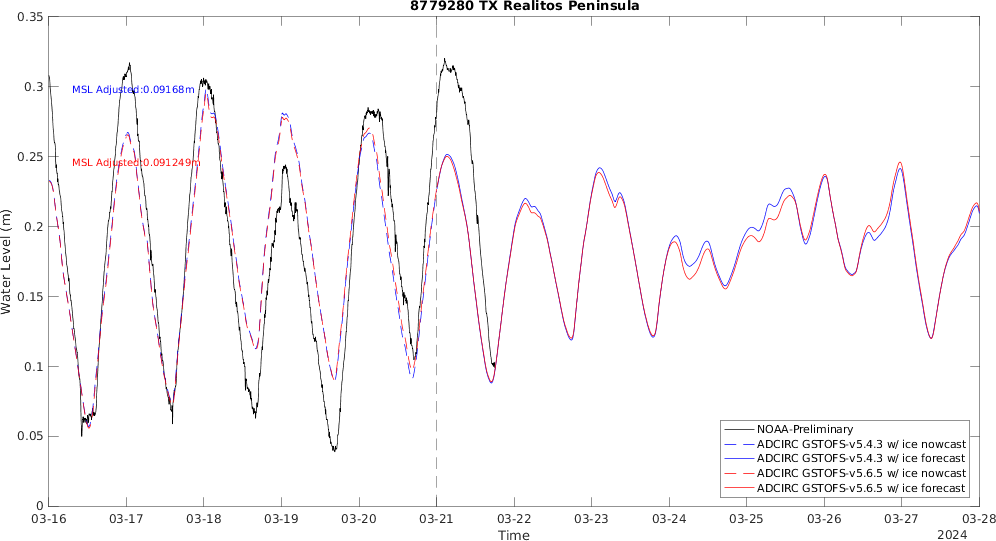 8779280 TX Realitos Peninsula
0.35
0.3
0.25
0.2
0.15
0.1
0.05
0
Water Level (m)
MSL Adjusted:0.09168m
MSL Adjusted:0.091249m
NOAA-Preliminary
ADCIRC GSTOFS-v5.4.3 w/ ice nowcast
ADCIRC GSTOFS-v5.4.3 w/ ice forecast
ADCIRC GSTOFS-v5.6.5 w/ ice nowcast
ADCIRC GSTOFS-v5.6.5 w/ ice forecast
03-16 03-17 03-18 03-19 03-20 03-21 03-22 03-23 03-24 03-25 03-26 03-27 03-28
Time
2024